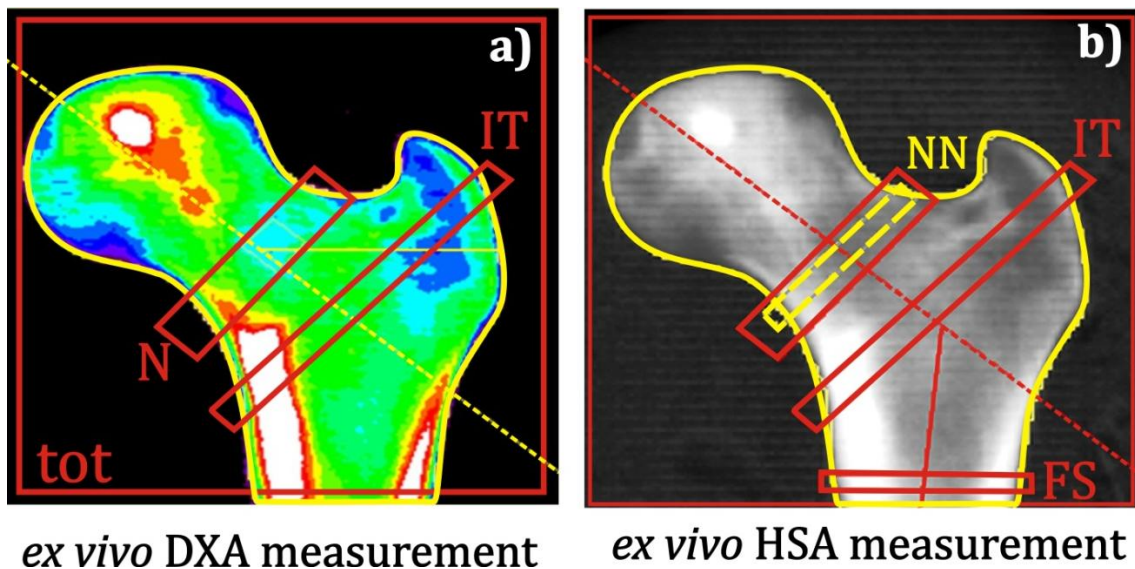 a)
IT
N
tot
ex vivo DXA measurement
b)
NN
IT
FS
ex vivo HSA measurement